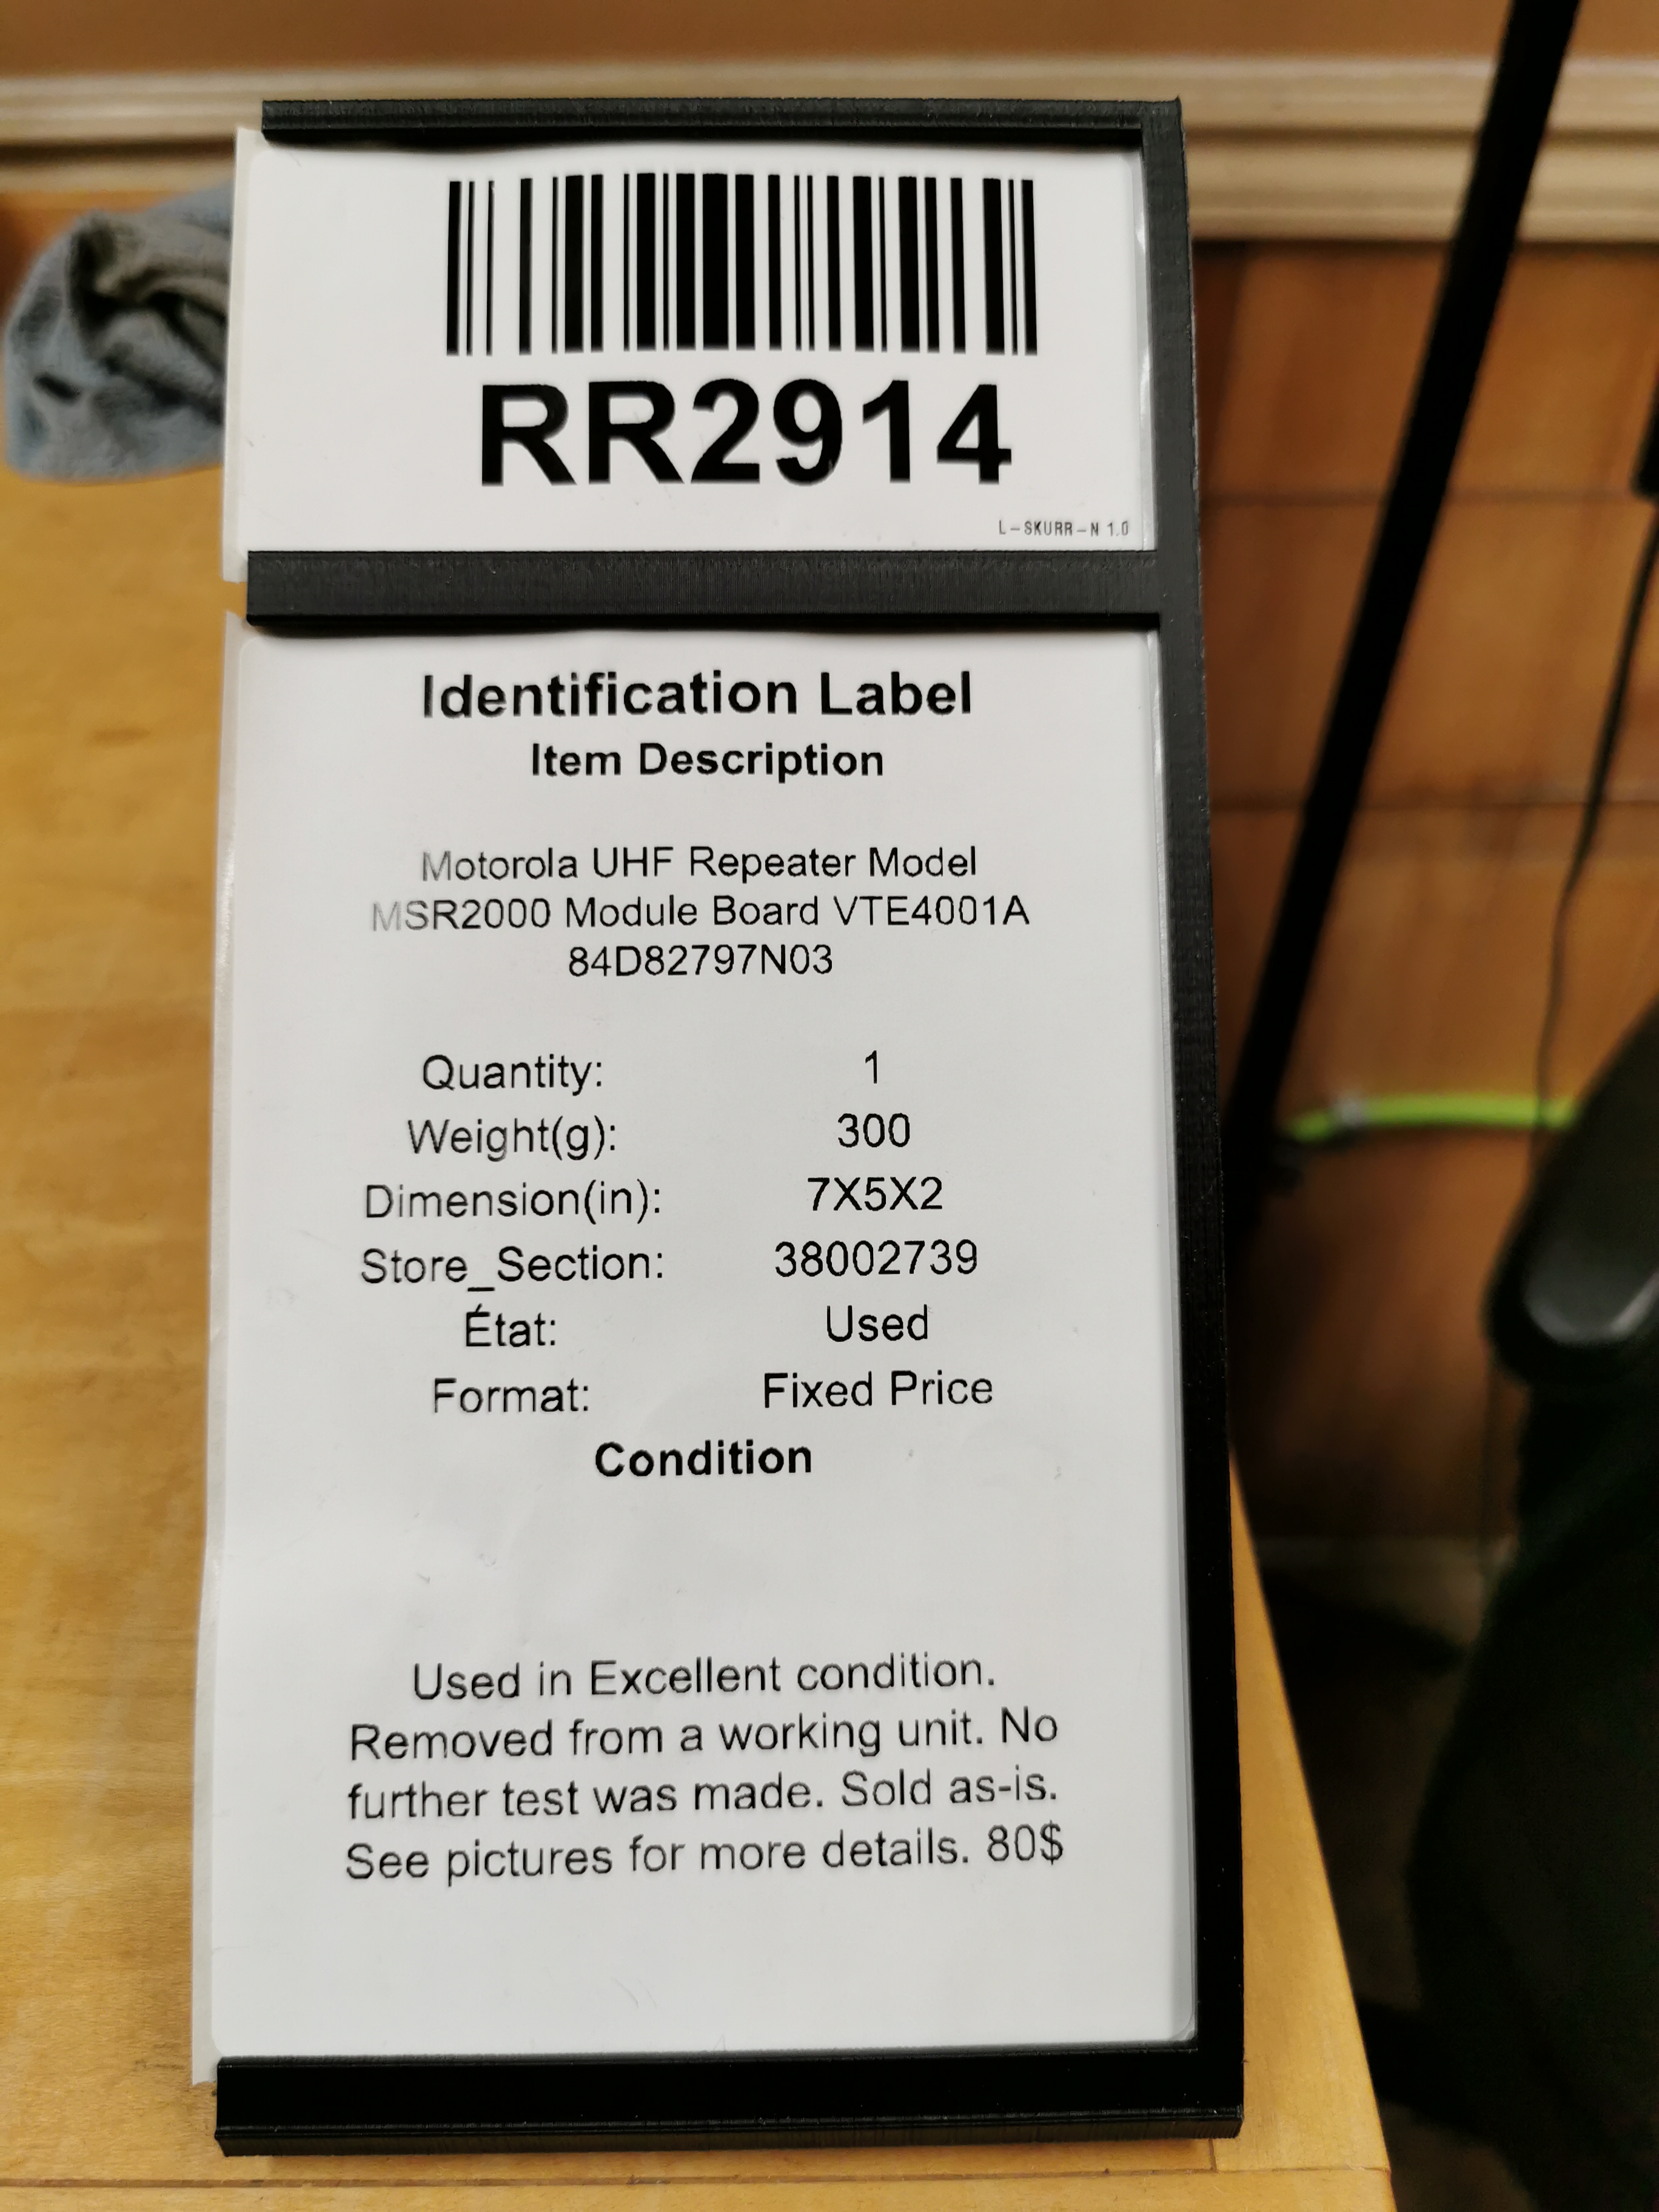 RR2914
L-SKURR-N 1.0
Identification Label
Item Description
Motorola UHF Repeater Model
MSR2000 Module Board VTE4001A
84D82797N03
Quantity: 1
Weight(g): 300
Dimension(in): 7X5X2
Store_Section: 38002739
État: Used
Format: Fixed Price
Condition
Used in Excellent condition.
Removed from a working unit. No
further test was made. Sold as-is.
See pictures for more details. 80$